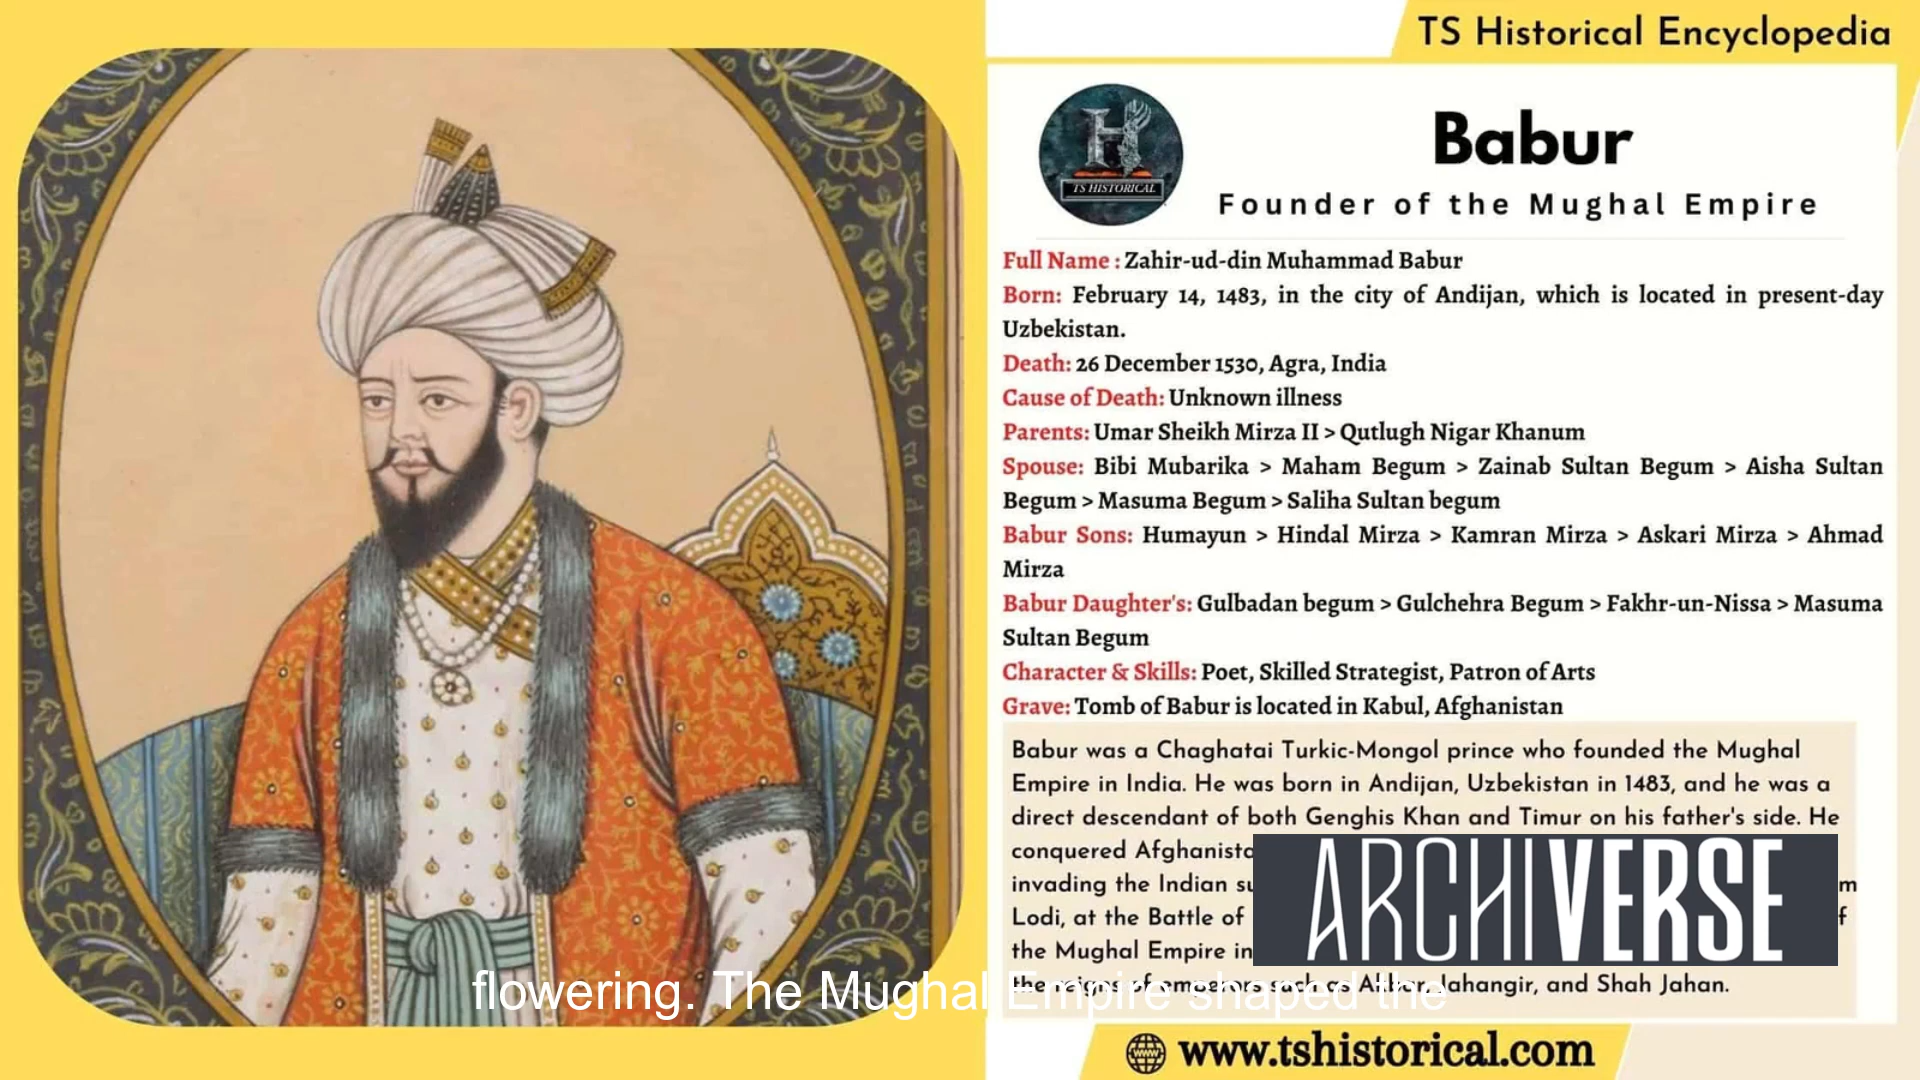 TS Historical Encyclopedia
H
TS HISTORICAL
Babur
Founder of the Mughal Empire
Full Name : Zahir-ud-din Muhammad Babur
Born: February 14, 1483, in the city of Andijan, which is located in present-day
Uzbekistan.
Death: 26 December 1530, Agra, India
Cause of Death: Unknown illness
Parents: Umar Sheikh Mirza II > Qutlugh Nigar Khanum
Spouse: Bibi Mubarika > Maham Begum > Zainab Sultan Begum > Aisha Sultan
Begum > Masuma Begum > Saliha Sultan begum
Babur Sons: Humayun > Hindal Mirza > Kamran Mirza > Askari Mirza > Ahmad
Mirza
Babur Daughter's: Gulbadan begum > Gulchehra Begum > Fakhr-un-Nissa > Masuma
Sultan Begum
Character & Skills: Poet, Skilled Strategist, Patron of Arts
Grave: Tomb of Babur is located in Kabul, Afghanistan
Babur was a Chaghatai Turkic-Mongol prince who founded the Mughal
Empire in India. He was born in Andijan, Uzbekistan in 1483, and he was a
direct descendant of both Genghis Khan and Timur on his father's side. He
conquered
invading the Indian
Lodi, at the Battle of
the Mughal Empire in
the reigns of emperors such as Akbar, Jahangir, and Shah Jahan.
ARCHIVERSE
flowering. The Mughal Empire shaped the
www.tshistorical.com